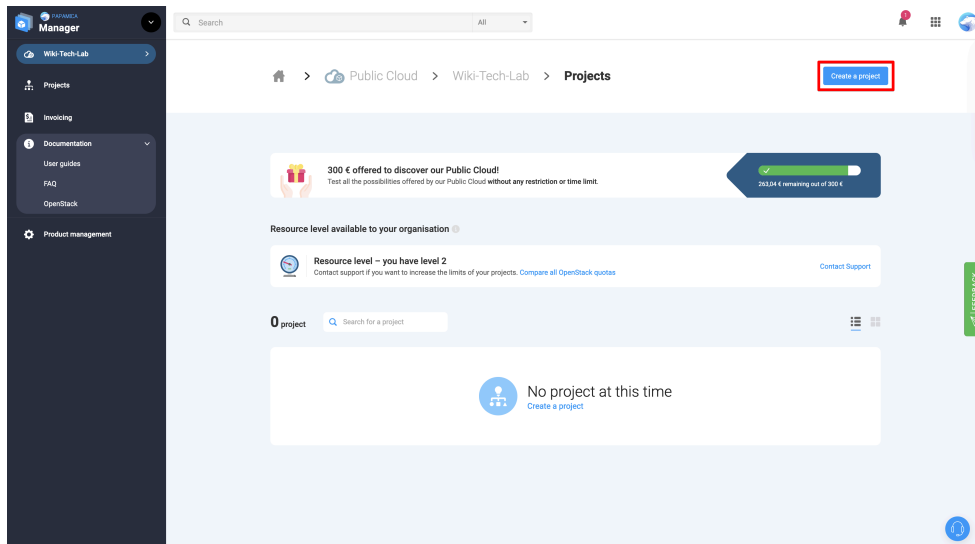 PAPAMICA
Manager
Search
All
1
Wiki-Tech-Lab
Projects
Invoicing
Documentation
User guides
FAQ
OpenStack
Product management
Public Cloud > Wiki-Tech-Lab > Projects
Create a project
300 € offered to discover our Public Cloud!
Test all the possibilities offered by our Public Cloud without any restriction or time limit.
263,04 € remaining out of 300 €
Resource level available to your organisation
Resource level – you have level 2
Contact support if you want to increase the limits of your projects. Compare all OpenStack quotas
Contact Support
0 project
Search for a project
No project at this time
Create a project
FEEDBACK